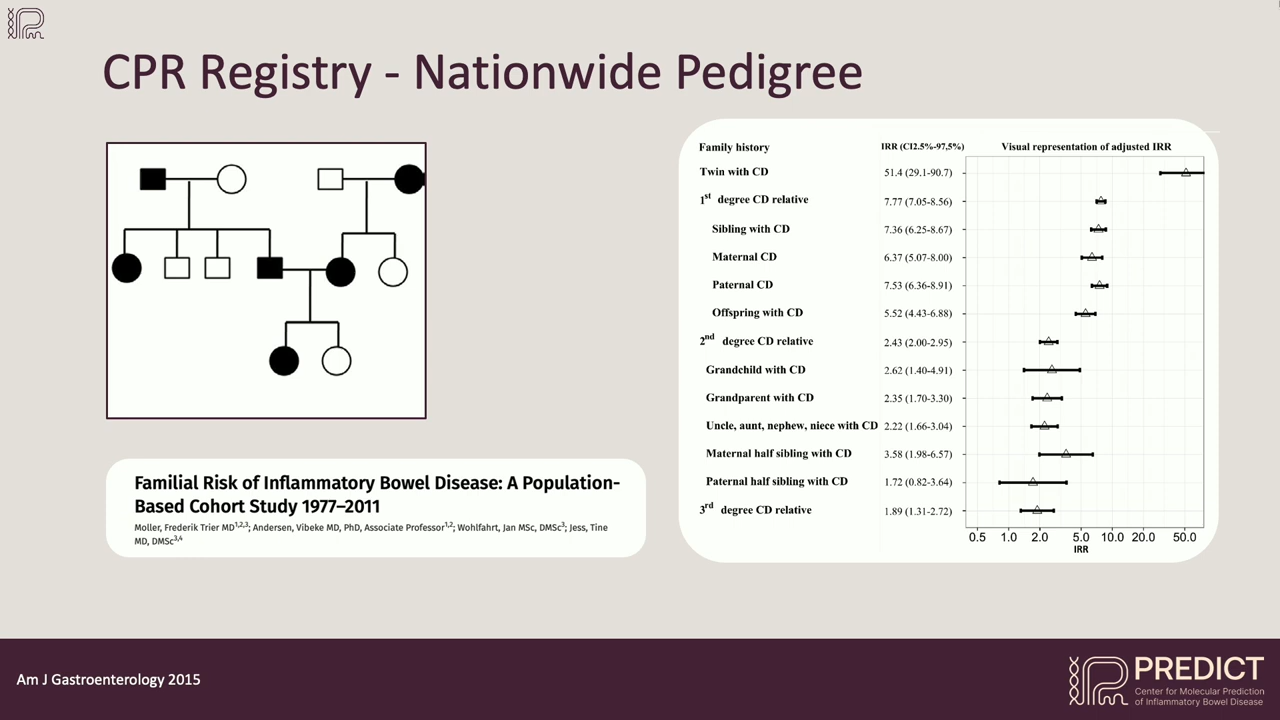 CPR Registry - Nationwide Pedigree
Familial Risk of Inflammatory Bowel Disease: A Population-
Based Cohort Study 1977–2011
Moller, Frederik Trier MD1,2,3; Andersen, Vibeke MD, PhD, Associate Professor1,2; Wohlfahrt, Jan MSc, DMSc3; Jess, Tine
MD, DMSc3,4
Family history IRR (CI2.5%-97,5%) Visual representation of adjusted IRR
Twin with CD 51.4 (29.1-90.7)
1st degree CD relative 7.77 (7.05-8.56)
Sibling with CD 7.36 (6.25-8.67)
Maternal CD 6.37 (5.07-8.00)
Paternal CD 7.53 (6.36-8.91)
Offspring with CD 5.52 (4.43-6.88)
2nd degree CD relative 2.43 (2.00-2.95)
Grandchild with CD 2.62 (1.40-4.91)
Grandparent with CD 2.35 (1.70-3.30)
Uncle, aunt, nephew, niece with CD 2.22 (1.66-3.04)
Maternal half sibling with CD 3.58 (1.98-6.57)
Paternal half sibling with CD 1.72 (0.82-3.64)
3rd degree CD relative 1.89 (1.31-2.72)
0.5 1.0 2.0 5.0 10.0 20.0 50.0
IRR
Am J Gastroenterology 2015
PREDICT
Center for Molecular Prediction
of Inflammatory Bowel Disease